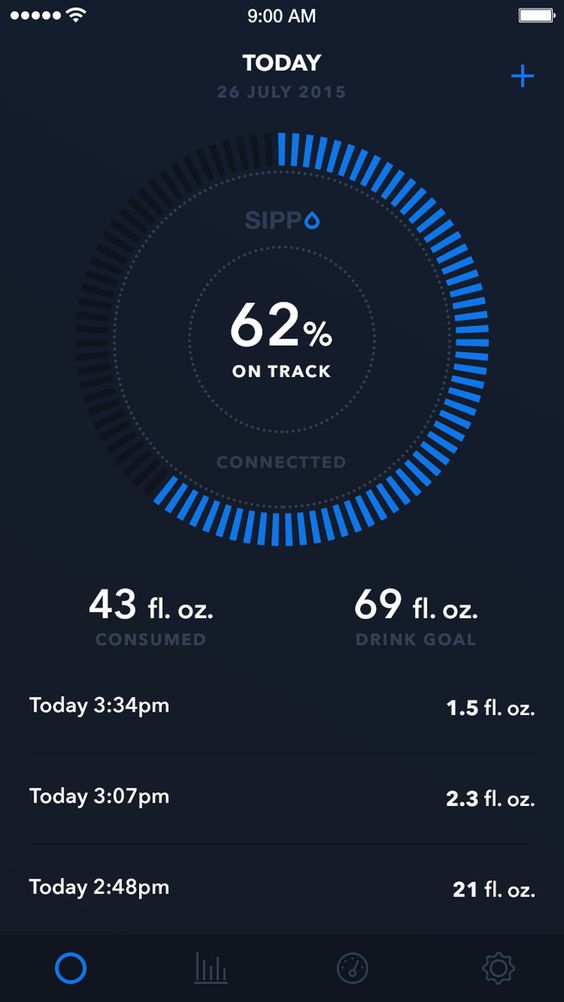 9:00 AM
TODAY
26 JULY 2015
SIPP
62%
ON TRACK
CONNECTTED
43 fl. oz.
CONSUMED
69 fl. oz.
DRINK GOAL
Today 3:34pm
1.5 fl. oz.
Today 3:07pm
2.3 fl. oz.
Today 2:48pm
21 fl. oz.